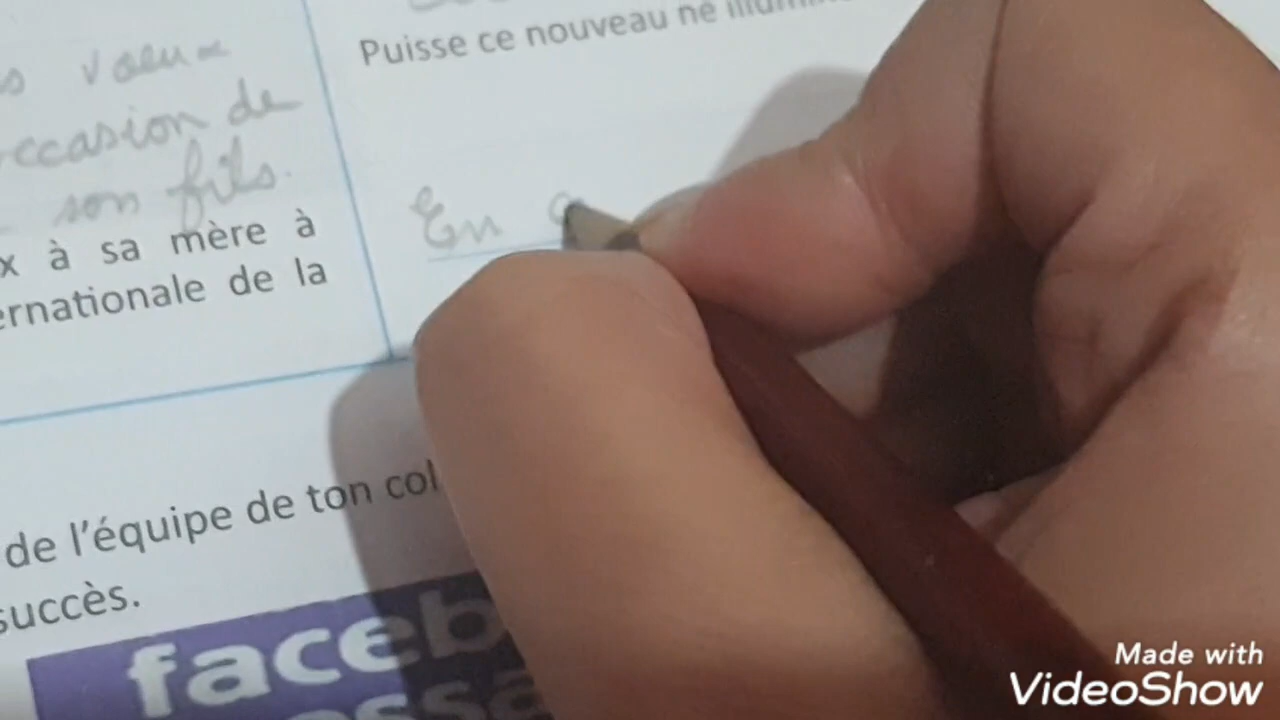 Puisse ce nouveau né
vœux
occasion de
son fils.
x à sa mère à
ernationale de la
En
de l'équipe de ton col
succès.
faceb
Made with
VideoShow